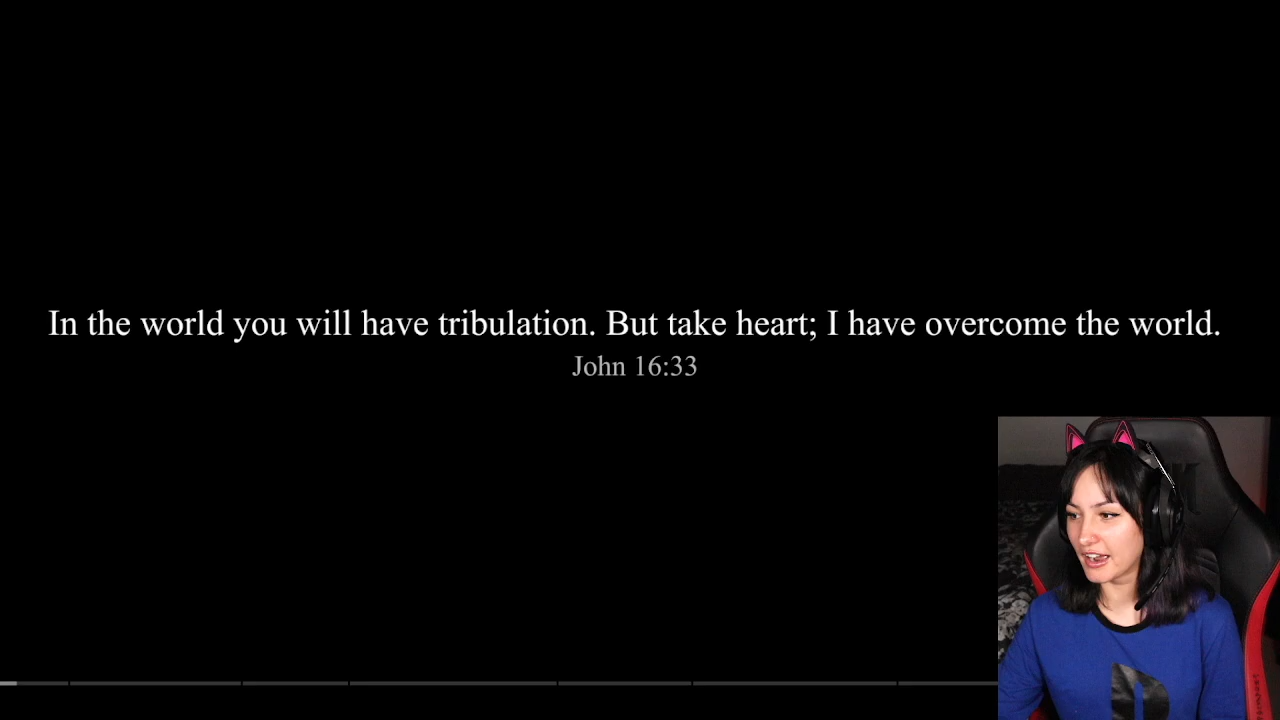 In the world you will have tribulation. But take heart; I have overcome the world.
John 16:33